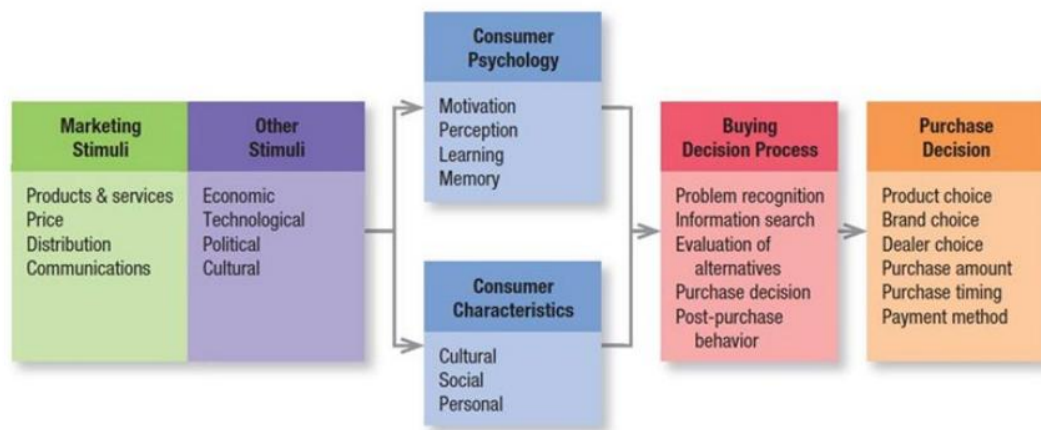 Marketing
Stimuli
Products & services
Price
Distribution
Communications
Other
Stimuli
Economic
Technological
Political
Cultural
Consumer
Psychology
Motivation
Perception
Learning
Memory
Consumer
Characteristics
Cultural
Social
Personal
Buying
Decision Process
Problem recognition
Information search
Evaluation of
alternatives
Purchase decision
Post-purchase
behavior
Purchase
Decision
Product choice
Brand choice
Dealer choice
Purchase amount
Purchase timing
Payment method